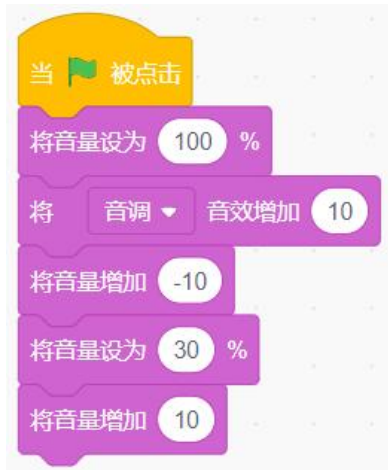 当 被点击
将音量设为 100 %
将 音调 音效增加 10
将音量增加 -10
将音量设为 30 %
将音量增加 10